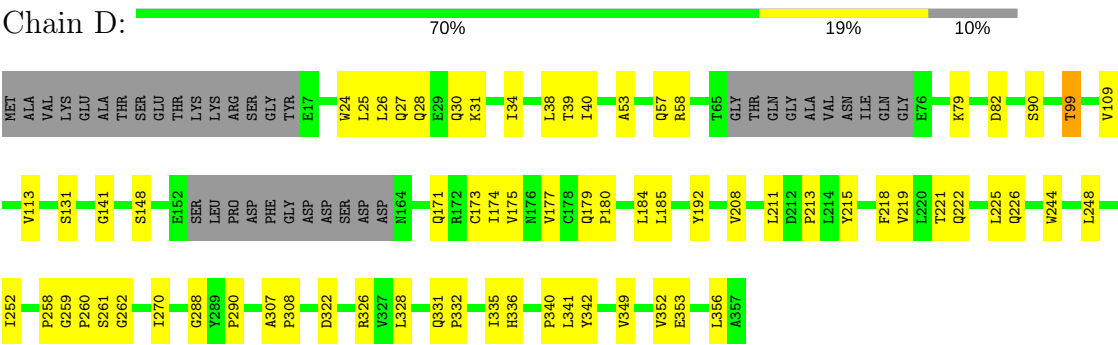 Chain D:
70% 19% 10%
MET ALA VAL LYS GLU ALA THR SER GLU THR LYS LYS ARG SER GLY TYR E17 W24 L25 L26 Q27 Q28 E29 Q30 K31 I34 L38 T39 I40 A53 Q57 R58 T65 GLY THR GLN GLY ALA VAL ASN ILE GLN GLY E76 K79 D82 S90 T99 V109
V113 S131 G141 S148 E152 SER LEU PRO ASP PHE GLY ASP ASP SER ASP ASP N164 Q171 R172 C173 I174 V175 N176 V177 C178 Q179 P180 L184 L185 Y192 V208 L211 D212 P213 L214 Y215 F218 V219 L220 T221 Q222 L225 Q226 W244 L248
I252 P258 G259 P260 S261 G262 I270 G288 Y289 P290 A307 P308 D322 R326 V327 L328 Q331 P332 I335 H336 P340 L341 Y342 V349 V352 E353 L356 A357